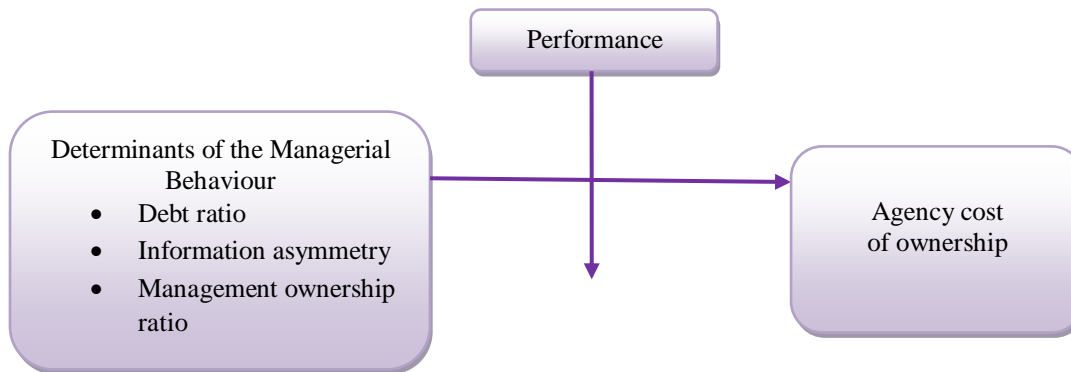 Performance
Determinants of the Managerial
Behaviour
• Debt ratio
• Information asymmetry
• Management ownership
ratio
Agency cost
of ownership